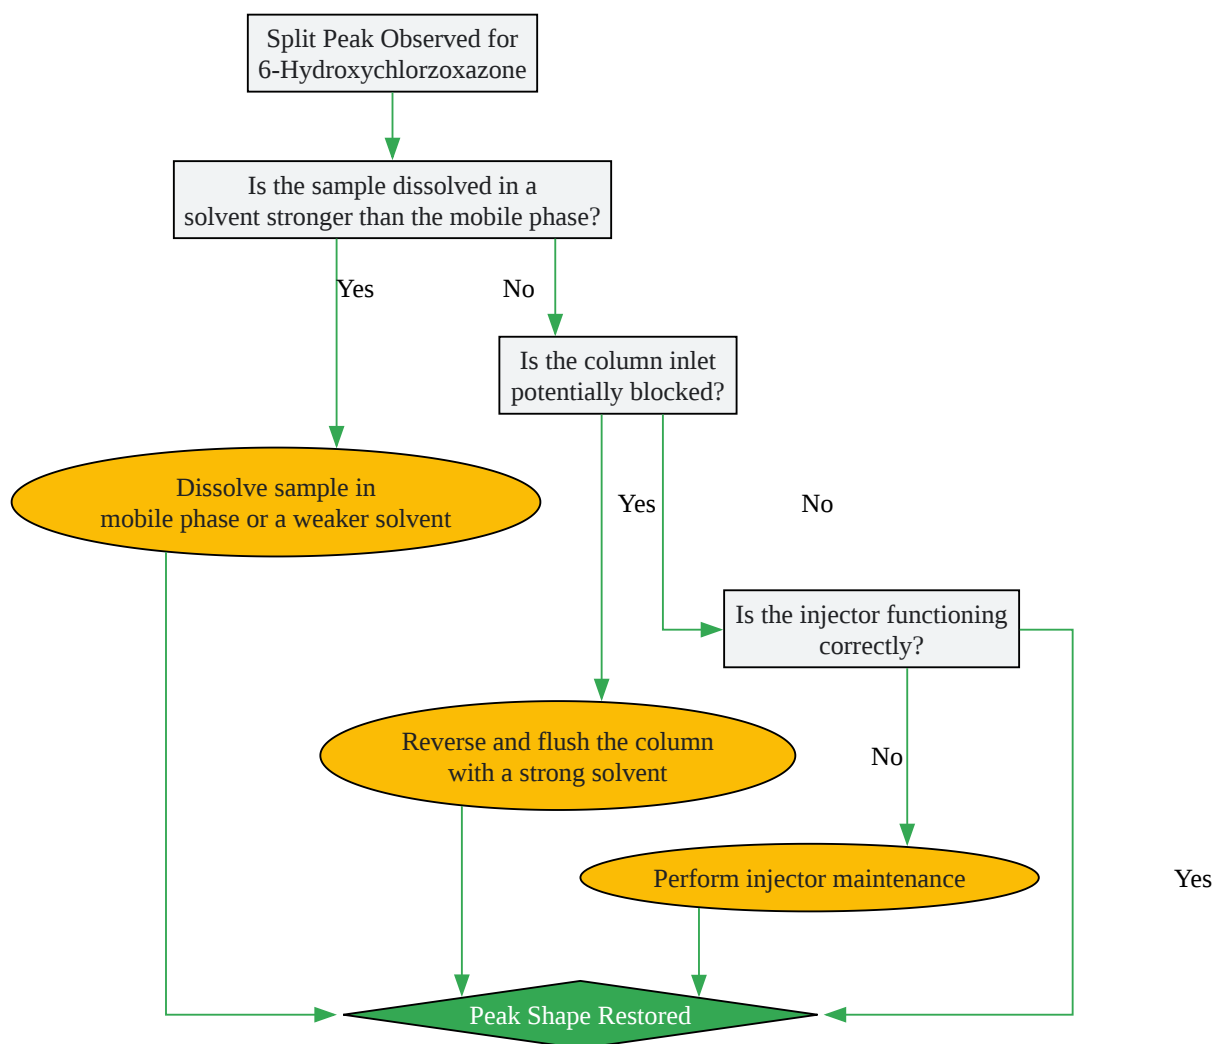 Split Peak Observed for
6-Hydroxychlorzoxazone
Is the sample dissolved in a
solvent stronger than the mobile phase?
Yes
No
Is the column inlet
potentially blocked?
Dissolve sample in
mobile phase or a weaker solvent
Yes
No
Is the injector functioning
correctly?
Reverse and flush the column
with a strong solvent
No
Perform injector maintenance
Yes
Peak Shape Restored